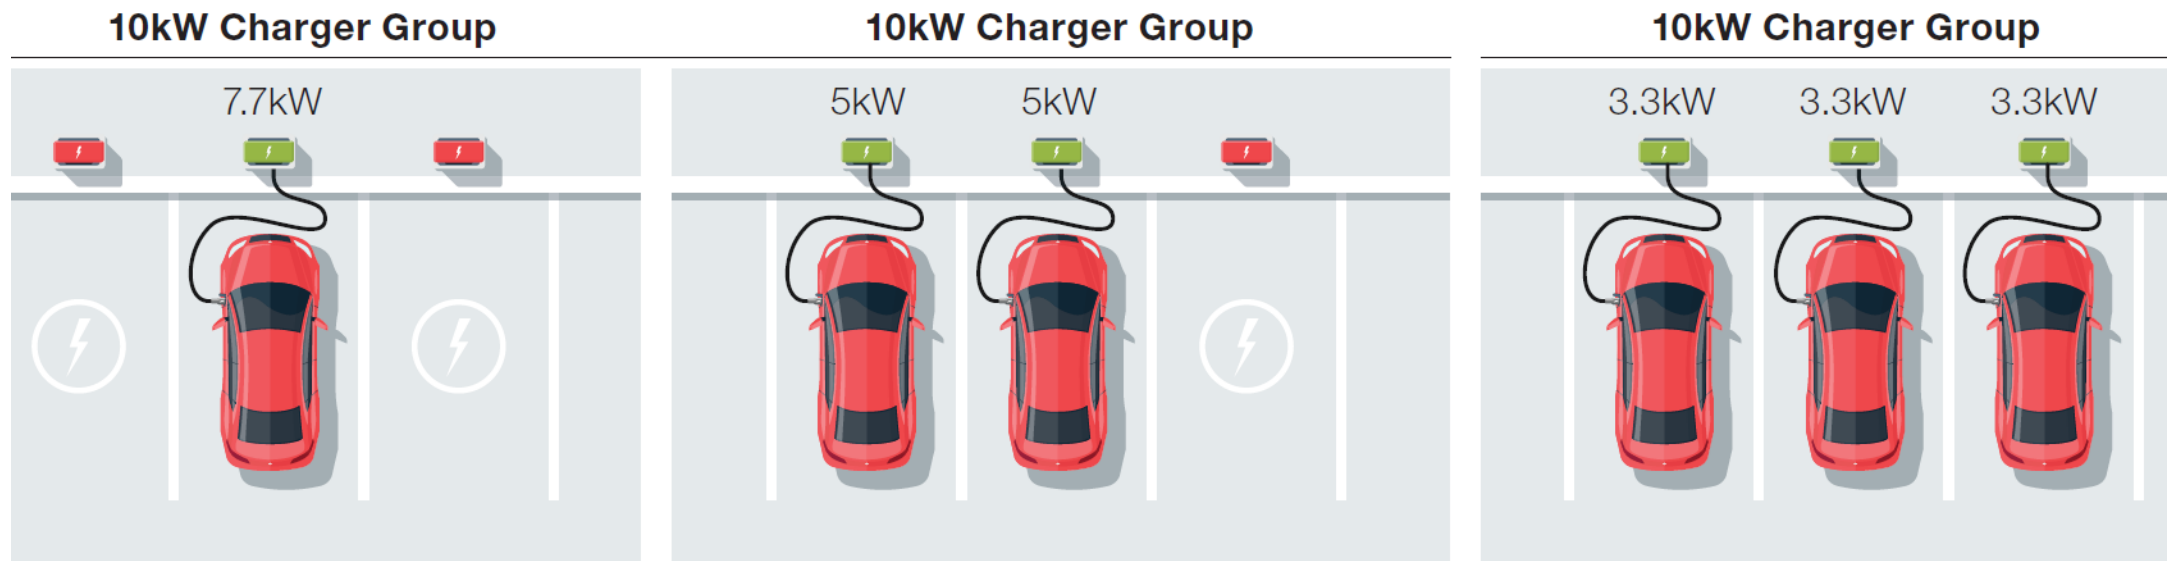 10kW Charger Group
7.7kW
10kW Charger Group
5kW 5kW
10kW Charger Group
3.3kW 3.3kW 3.3kW